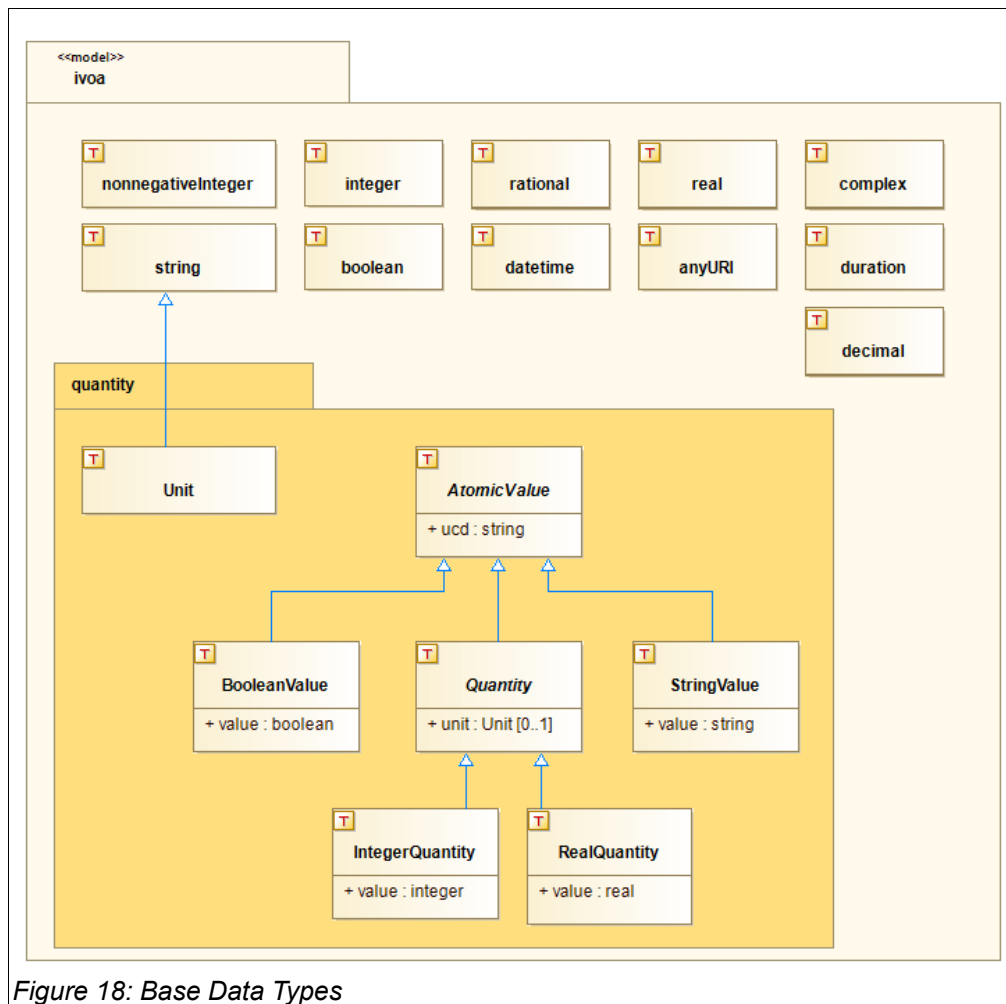 <<model>>
ivoa
T T T T T
nonnegativeInteger integer rational real complex
T T T T T
string boolean datetime anyURI duration
T
decimal
quantity
T T
Unit AtomicValue
+ ucd : string
T T T
BooleanValue Quantity StringValue
+ value : boolean + unit : Unit [0..1] + value : string
T T
IntegerQuantity RealQuantity
+ value : integer + value : real
Figure 18: Base Data Types